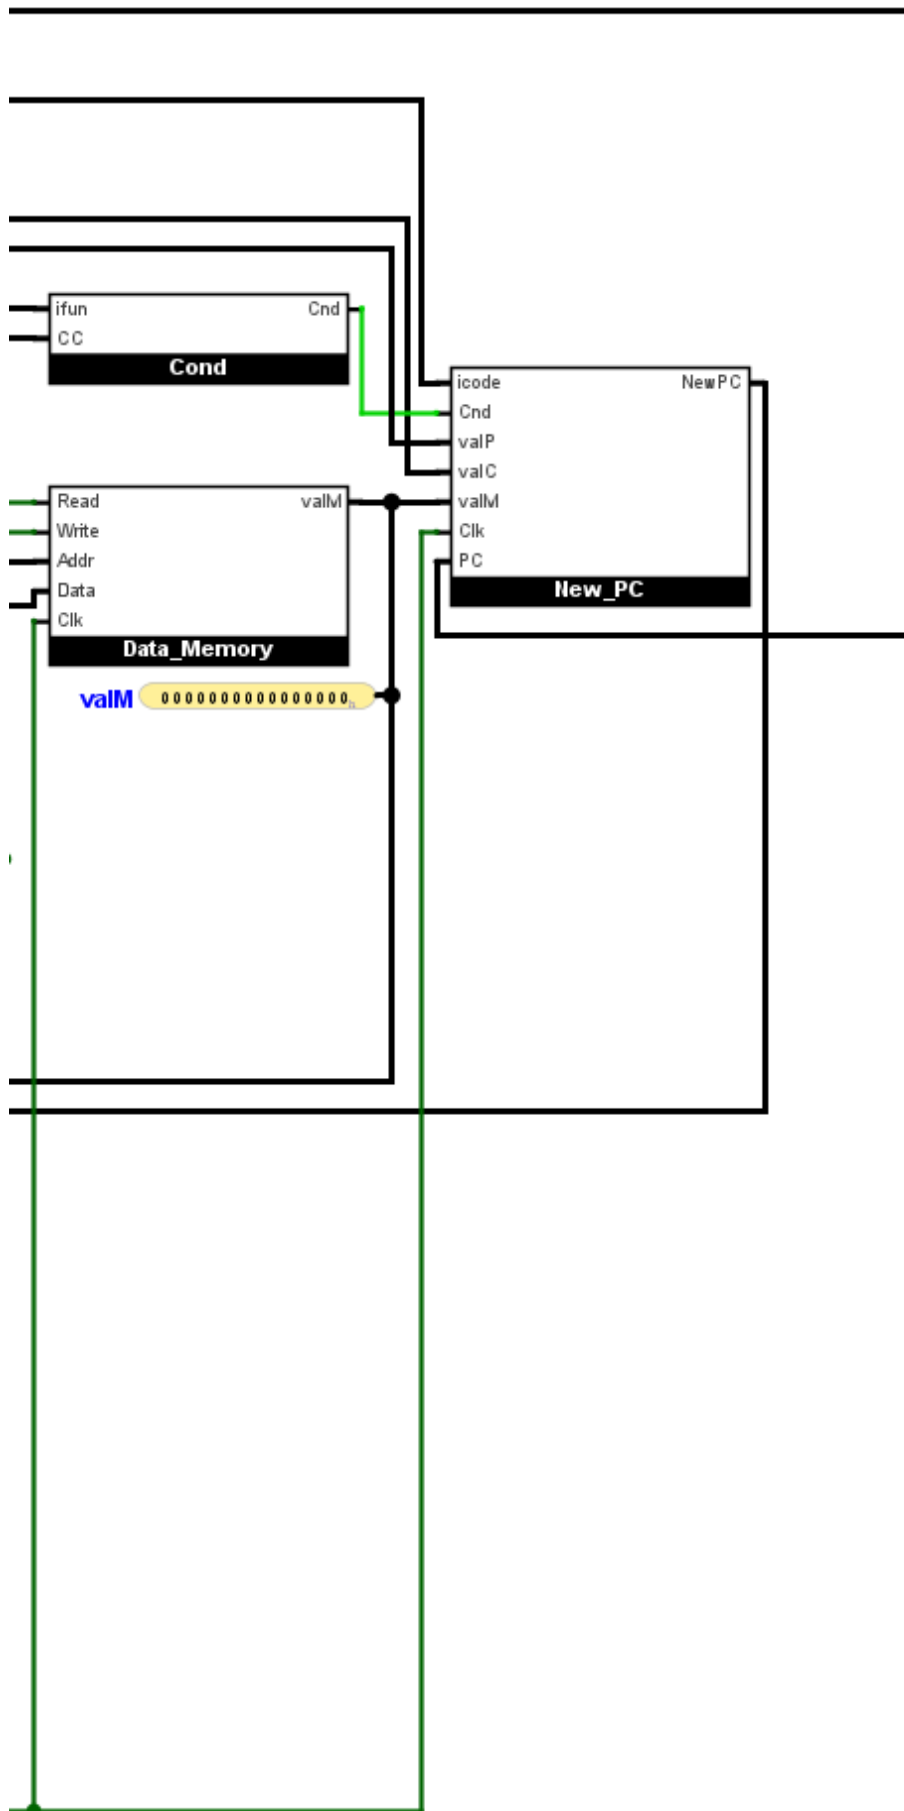 ifun Cnd
CC
Cond
icode NewPC
Cnd
valP
valC
valM
Clk
PC
New_PC
Read valM
Write
Addr
Data
Clk
Data_Memory
valM 0000000000000000h